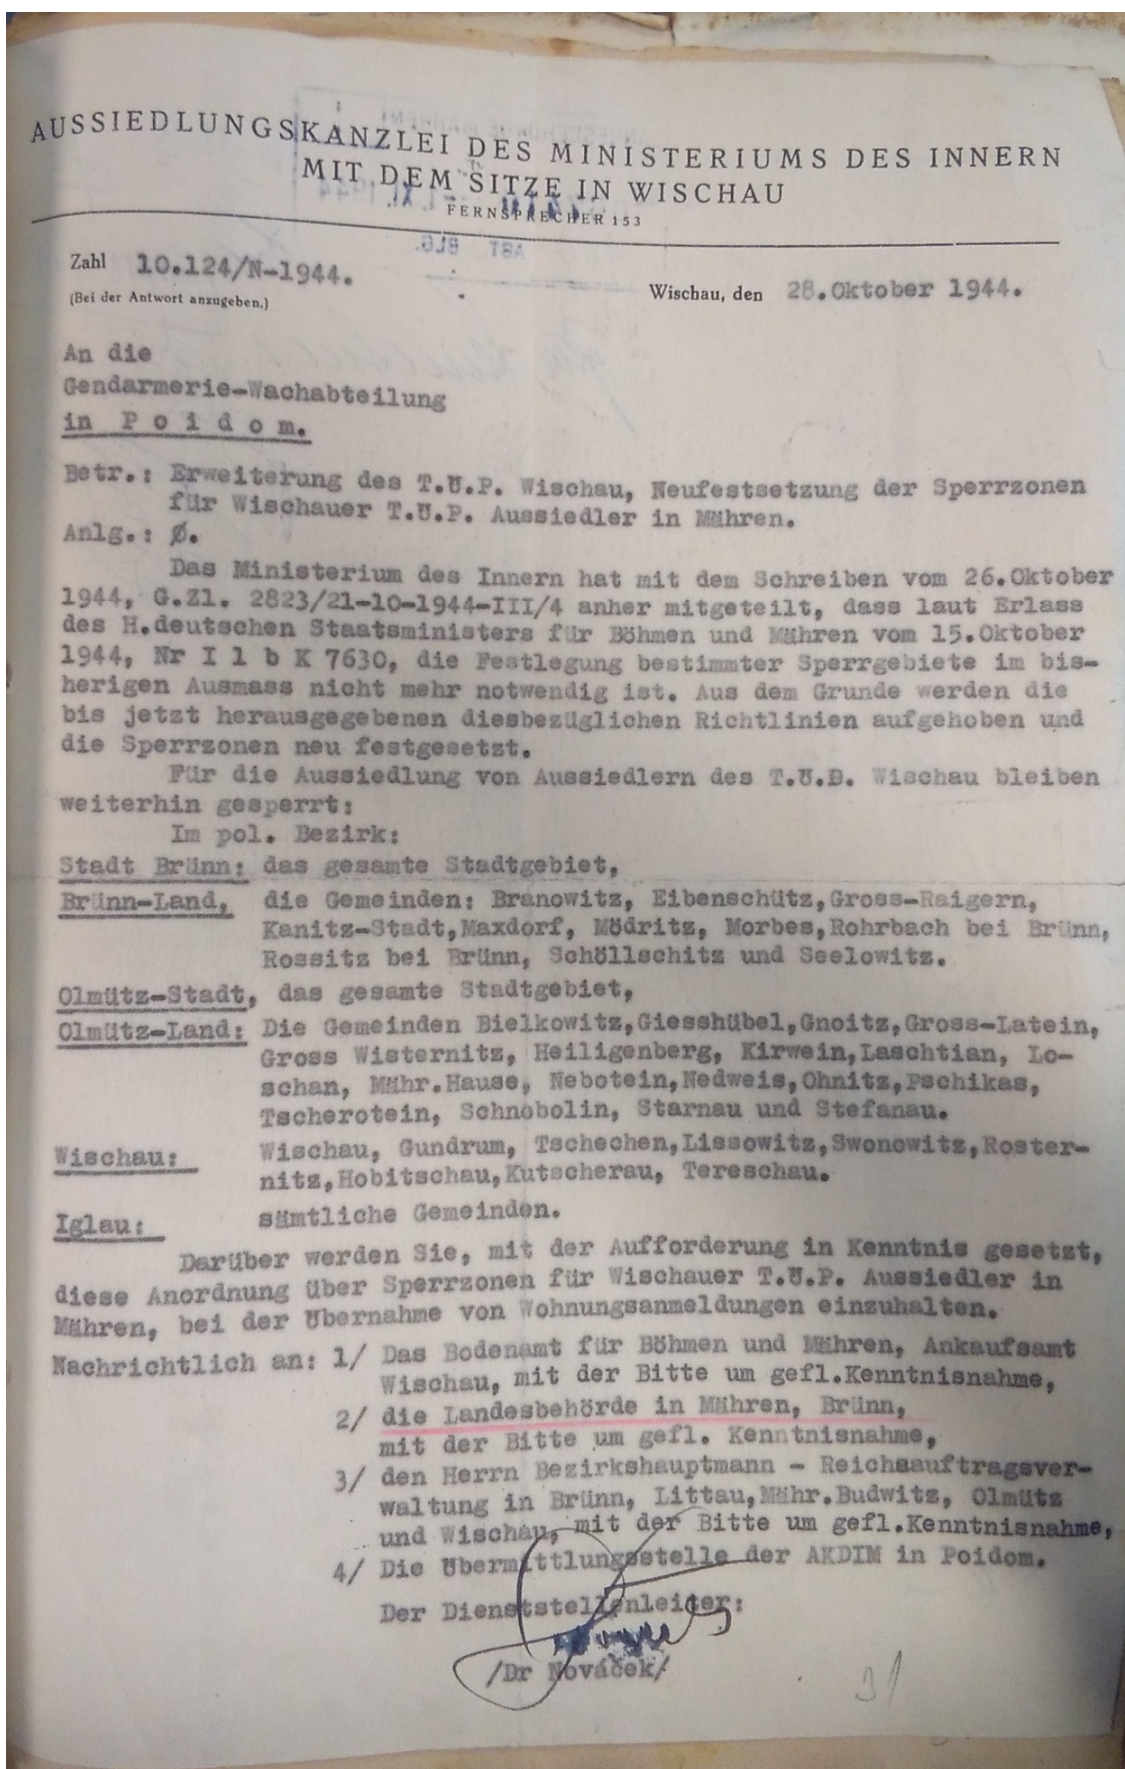 AUSSIEDLUNGSKANZLEI DES MINISTERIUMS DES INNERN
MIT DEM SITZE IN WISCHAU
FERNSPRECHER 153
ABT BLG.
Zahl 10.124/N-1944.
(Bei der Antwort anzugeben.)
Wischau, den 28.Oktober 1944.
An die
Gendarmerie-Wachabteilung
in P o i d o m.
Betr.: Erweiterung des T.Ü.P. Wischau, Neufestsetzung der Sperrzonen
für Wischauer T.Ü.P. Aussiedler in Mähren.
Anlg.: Ø.
Das Ministerium des Innern hat mit dem Schreiben vom 26.Oktober
1944, G.Zl. 2823/21-10-1944-III/4 anher mitgeteilt, dass laut Erlass
des H.deutschen Staatsministers für Böhmen und Mähren vom 15.Oktober
1944, Nr I 1 b K 7630, die Festlegung bestimmter Sperrgebiete im bis-
herigen Ausmass nicht mehr notwendig ist. Aus dem Grunde werden die
bis jetzt herausgegebenen diesbezüglichen Richtlinien aufgehoben und
die Sperrzonen neu festgesetzt.
Für die Aussiedlung von Aussiedlern des T.Ü.B. Wischau bleiben
weiterhin gesperrt:
Im pol. Bezirk:
Stadt Brünn: das gesamte Stadtgebiet,
Brünn-Land, die Gemeinden: Branowitz, Eibenschütz,Gross-Raigern,
Kanitz-Stadt,Maxdorf, Mödritz, Morbes,Rohrbach bei Brünn,
Rossitz bei Brünn, Schöllschitz und Seelowitz.
Olmütz-Stadt, das gesamte Stadtgebiet,
Olmütz-Land: Die Gemeinden Bielkowitz,Giesshübel,Gnoitz,Gross-Latein,
Gross Wisternitz, Heiligenberg, Kirwein,Laschtian, Lo-
schan, Mähr.Hause, Nebotein,Nedweis,Ohnitz,Pschikas,
Tscherotein, Schnobolin, Starnau und Stefanau.
Wischau: Wischau, Gundrum, Tschechen,Lissowitz,Swonowitz,Roster-
nitz,Hobitschau,Kutscherau, Tereschau.
Iglau: sämtliche Gemeinden.
Darüber werden Sie, mit der Aufforderung in Kenntnis gesetzt,
diese Anordnung über Sperrzonen für Wischauer T.Ü.P. Aussiedler in
Mähren, bei der Übernahme von Wohnungsanmeldungen einzuhalten.
Nachrichtlich an: 1/ Das Bodenamt für Böhmen und Mähren, Ankaufsamt
Wischau, mit der Bitte um gefl.Kenntnisnahme,
2/ die Landesbehörde in Mähren, Brünn,
mit der Bitte um gefl. Kenntnisnahme,
3/ den Herrn Bezirkshauptmann - Reichsauftragsver-
waltung in Brünn, Littau,Mähr.Budwitz, Olmütz
und Wischau, mit der Bitte um gefl.Kenntnisnahme,
4/ Die Übermittlungsstelle der AKDIM in Poidom.
Der Dienststellenleiter:
/Dr Nováček/
31